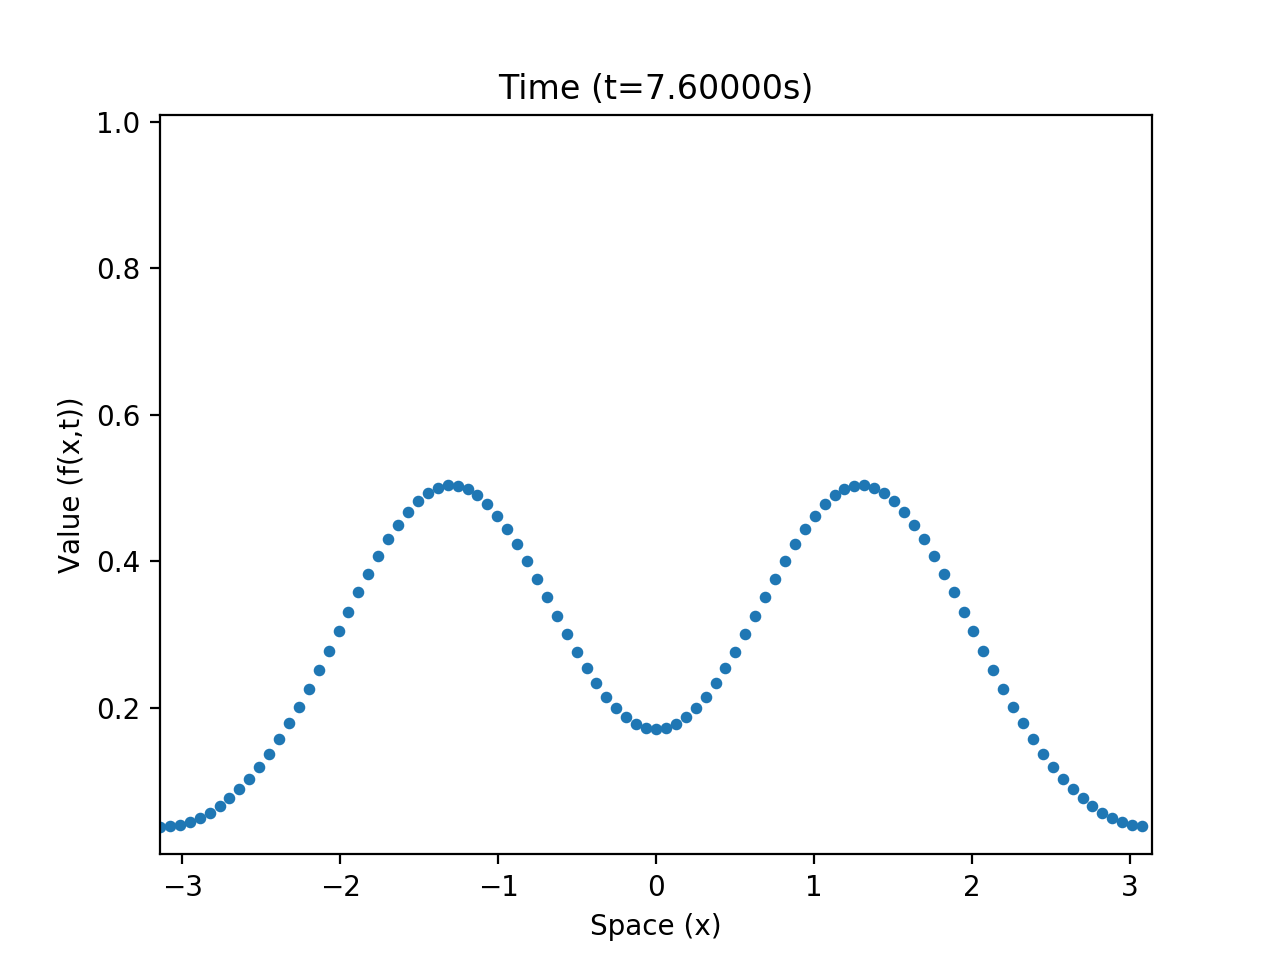 Time (t=7.60000s)
1.0
0.8
0.6
0.4
0.2
Value (f(x,t))
−3 −2 −1 0 1 2 3
Space (x)